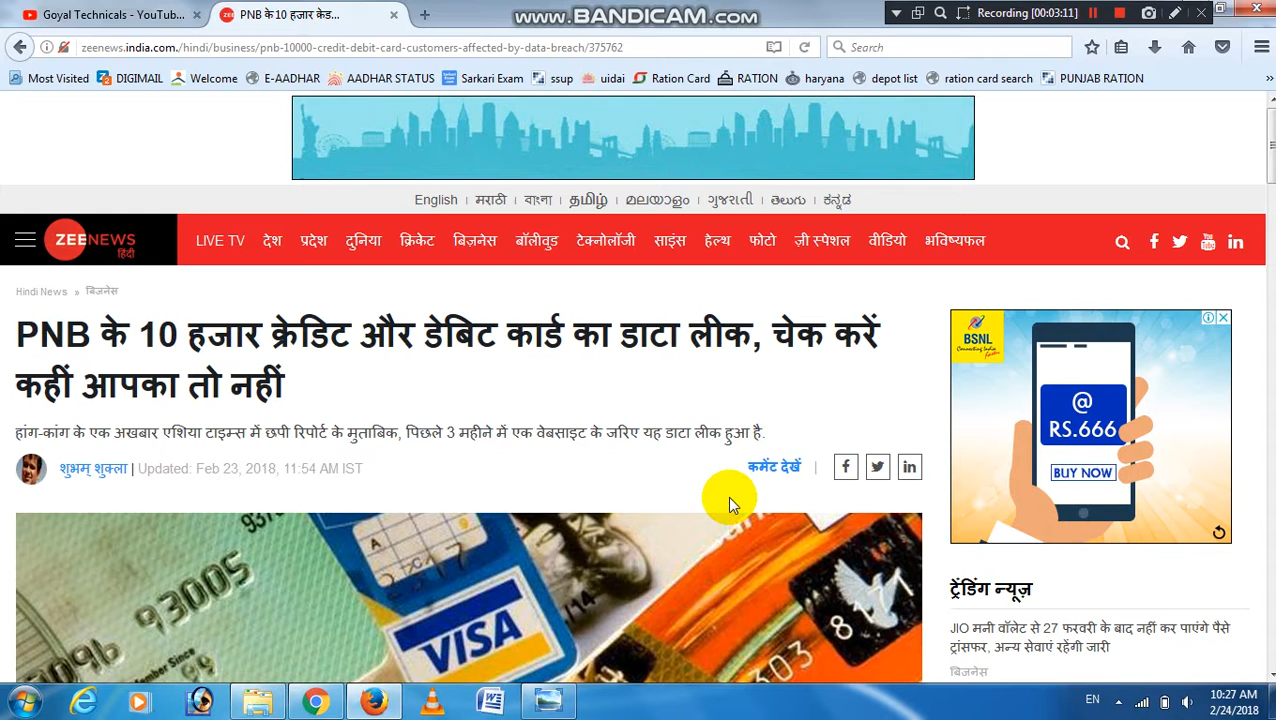 Goyal Technicals - YouTub...
PNB के 10 हजार क्रेड...
www.BANDICAM.com
Recording [00:03:11]
zeenews.india.com./hindi/business/pnb-10000-credit-debit-card-customers-affected-by-data-breach/375762
Search
Most Visited DIGIMAIL Welcome E-AADHAR AADHAR STATUS Sarkari Exam ssup uidai Ration Card RATION haryana depot list ration card search PUNJAB RATION
English मराठी বাংলা தமிழ் മലയാളം ગુજરાતી తెలుగు ಕನ್ನಡ
ZEENEWS
हिंदी
LIVE TV देश प्रदेश दुनिया क्रिकेट बिज़नेस बॉलीवुड टेक्नोलॉजी साइंस हेल्थ फोटो ज़ी स्पेशल वीडियो भविष्यफल
Hindi News » बिजनेस
PNB के 10 हजार क्रेडिट और डेबिट कार्ड का डाटा लीक, चेक करें
कहीं आपका तो नहीं
हांग-कांग के एक अखबार एशिया टाइम्स में छपी रिपोर्ट के मुताबिक, पिछले 3 महीने में एक वेबसाइट के जरिए यह डाटा लीक हुआ है.
शुभम् शुक्ला | Updated: Feb 23, 2018, 11:54 AM IST
कमेंट देखें |
BSNL
Connecting India
@
RS.666
BUY NOW
93005
VISA
ट्रेंडिंग न्यूज़
JIO मनी वॉलेट से 27 फरवरी के बाद नहीं कर पाएंगे पैसे
ट्रांसफर, अन्य सेवाएं रहेंगी जारी
बिजनेस
EN
10:27 AM
2/24/2018